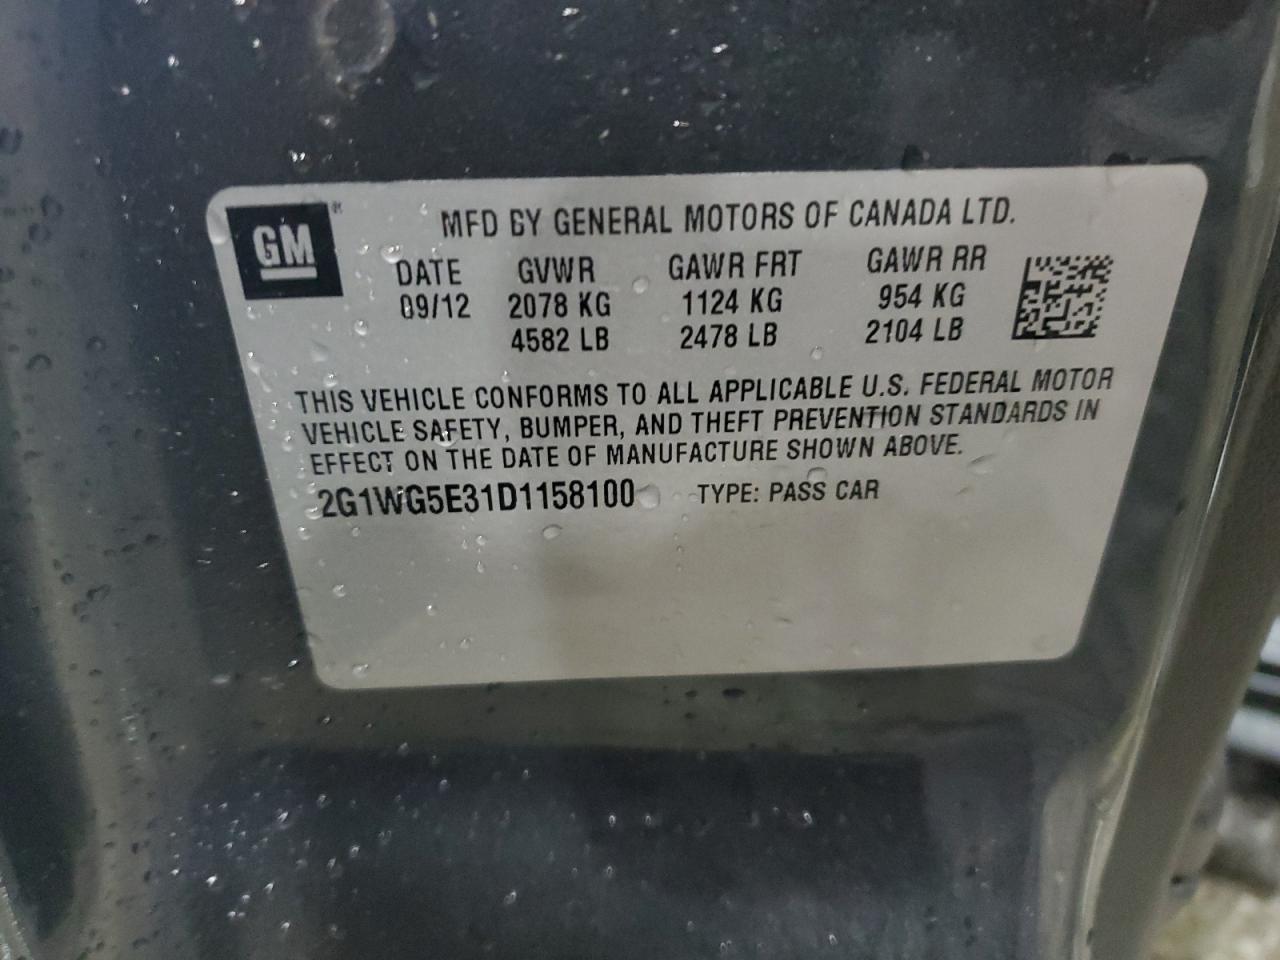 GM
MFD BY GENERAL MOTORS OF CANADA LTD.
DATE GVWR GAWR FRT GAWR RR
09/12 2078 KG 1124 KG 954 KG
4582 LB 2478 LB 2104 LB
THIS VEHICLE CONFORMS TO ALL APPLICABLE U.S. FEDERAL MOTOR
VEHICLE SAFETY, BUMPER, AND THEFT PREVENTION STANDARDS IN
EFFECT ON THE DATE OF MANUFACTURE SHOWN ABOVE.
2G1WG5E31D1158100 TYPE: PASS CAR